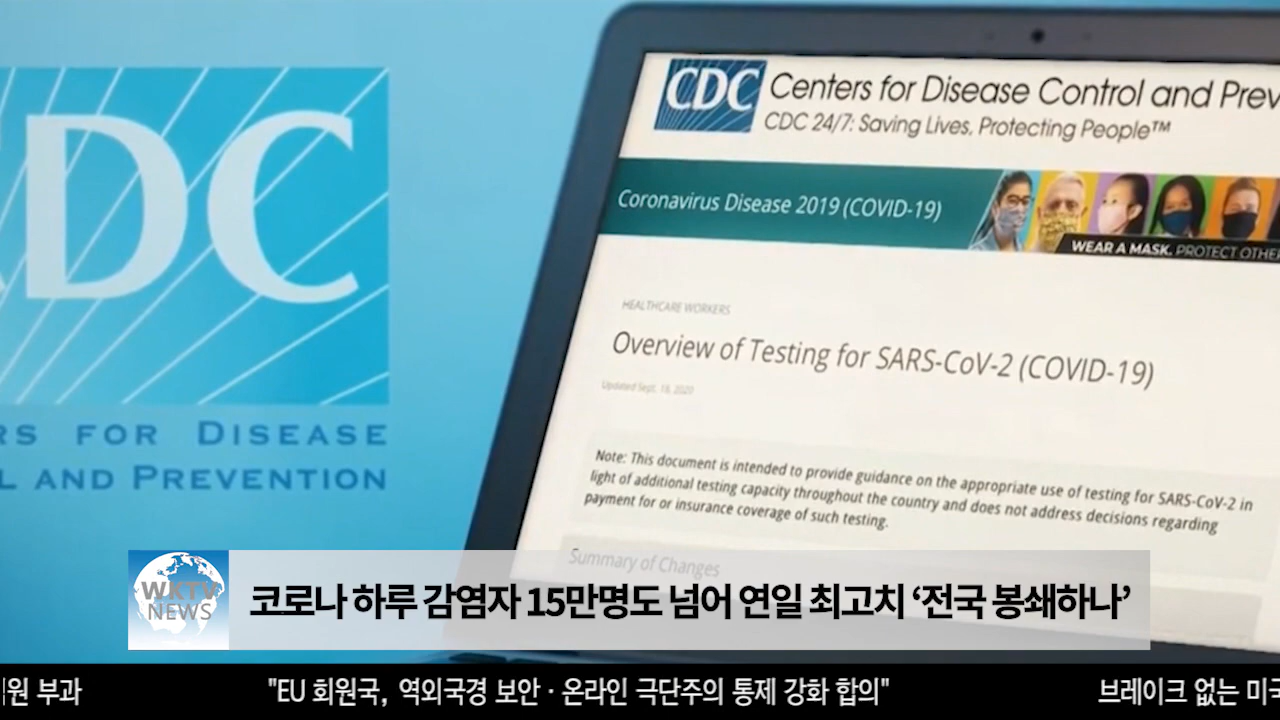 CDC
RS FOR DISEASE
L AND PREVENTION
CDC Centers for Disease Control and Prev
CDC 24/7: Saving Lives, Protecting People™
Coronavirus Disease 2019 (COVID-19)
WEAR A MASK. PROTECT OTHE
HEALTHCARE WORKERS
Overview of Testing for SARS-CoV-2 (COVID-19)
Updated Sept. 18, 2020
Note: This document is intended to provide guidance on the appropriate use of testing for SARS-CoV-2 in
light of additional testing capacity throughout the country and does not address decisions regarding
payment for or insurance coverage of such testing.
Summary of Changes
WKTV
NEWS
코로나 하루 감염자 15만명도 넘어 연일 최고치 ‘전국 봉쇄하나’
원 부과 "EU 회원국, 역외국경 보안·온라인 극단주의 통제 강화 합의" 브레이크 없는 미국